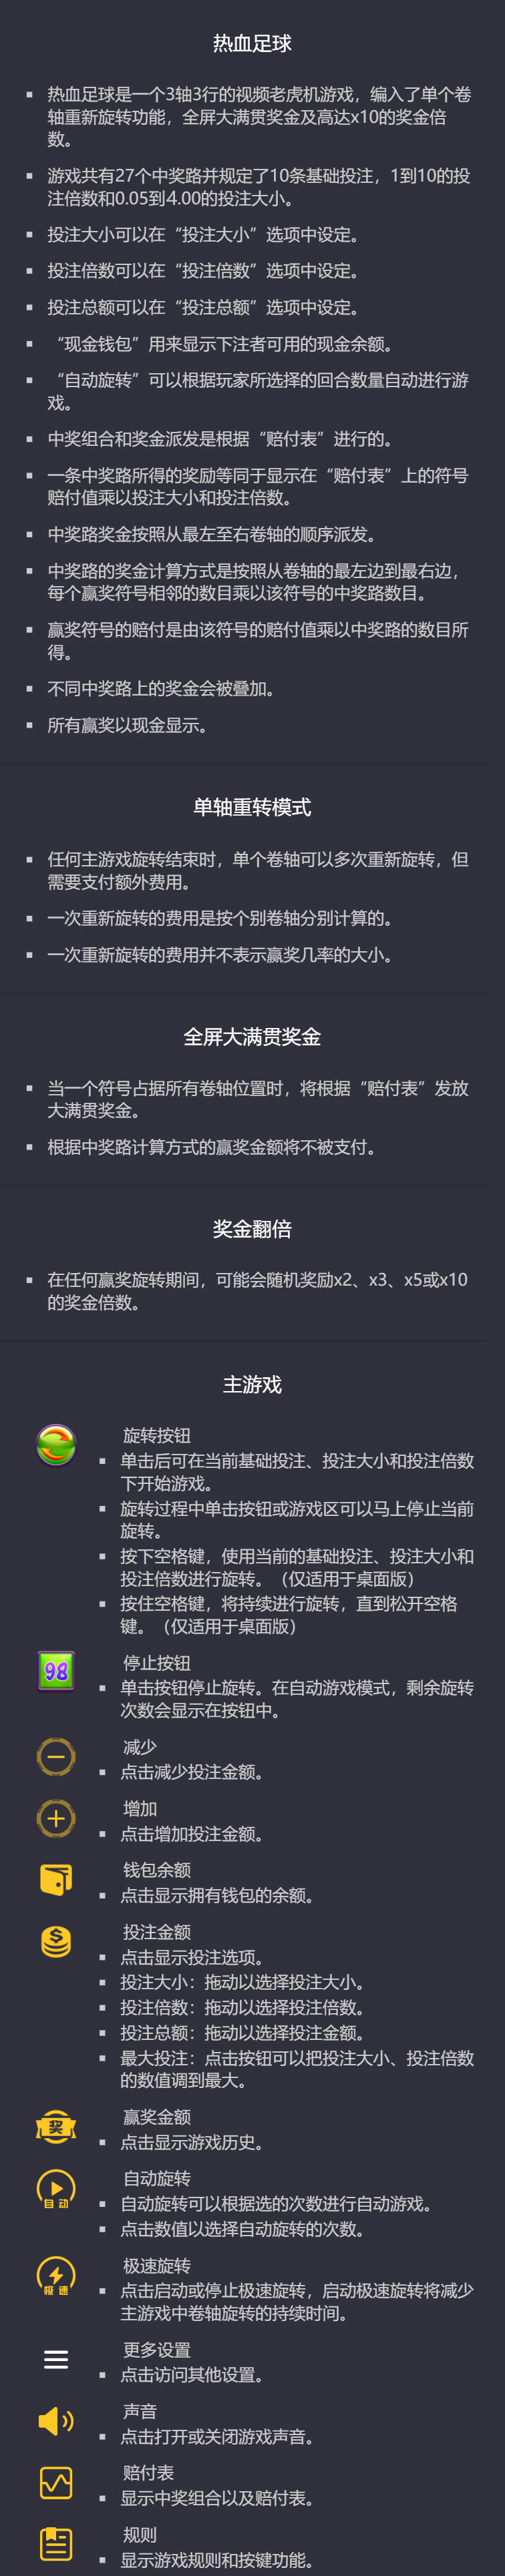 热血足球
热血足球是一个3轴3行的视频老虎机游戏，编入了单个卷
轴重新旋转功能，全屏大满贯奖金及高达x10的奖金倍
数。
游戏共有27个中奖路并规定了10条基础投注，1到10的投
注倍数和0.05到4.00的投注大小。
投注大小可以在“投注大小”选项中设定。
投注倍数可以在“投注倍数”选项中设定。
投注总额可以在“投注总额”选项中设定。
“现金钱包”用来显示下注者可用的现金余额。
“自动旋转”可以根据玩家所选择的回合数量自动进行游
戏。
中奖组合和奖金派发是根据“赔付表”进行的。
一条中奖路所得的奖励等同于显示在“赔付表”上的符号
赔付值乘以投注大小和投注倍数。
中奖路奖金按照从最左至右卷轴的顺序派发。
中奖路的奖金计算方式是按照从卷轴的最左边到最右边，
每个赢奖符号相邻的数目乘以该符号的中奖路数目。
赢奖符号的赔付是由该符号的赔付值乘以中奖路的数目所
得。
不同中奖路上的奖金会被叠加。
所有赢奖以现金显示。
单轴重转模式
任何主游戏旋转结束时，单个卷轴可以多次重新旋转，但
需要支付额外费用。
一次重新旋转的费用是按个别卷轴分别计算的。
一次重新旋转的费用并不表示赢奖几率的大小。
全屏大满贯奖金
当一个符号占据所有卷轴位置时，将根据“赔付表”发放
大满贯奖金。
根据中奖路计算方式的赢奖金额将不被支付。
奖金翻倍
在任何赢奖旋转期间，可能会随机奖励x2、x3、x5或x10
的奖金倍数。
主游戏
旋转按钮
单击后可在当前基础投注、投注大小和投注倍数
下开始游戏。
旋转过程中单击按钮或游戏区可以马上停止当前
旋转。
按下空格键，使用当前的基础投注、投注大小和
投注倍数进行旋转。（仅适用于桌面版）
按住空格键，将持续进行旋转，直到松开空格
键。（仅适用于桌面版）
98
停止按钮
单击按钮停止旋转。在自动游戏模式，剩余旋转
次数会显示在按钮中。
减少
点击减少投注金额。
增加
点击增加投注金额。
钱包余额
点击显示拥有钱包的余额。
投注金额
点击显示投注选项。
投注大小：拖动以选择投注大小。
投注倍数：拖动以选择投注倍数。
投注总额：拖动以选择投注金额。
最大投注：点击按钮可以把投注大小、投注倍数
的数值调到最大。
奖
赢奖金额
点击显示游戏历史。
自动
自动旋转
自动旋转可以根据选的次数进行自动游戏。
点击数值以选择自动旋转的次数。
极速
极速旋转
点击启动或停止极速旋转，启动极速旋转将减少
主游戏中卷轴旋转的持续时间。
更多设置
点击访问其他设置。
声音
点击打开或关闭游戏声音。
赔付表
显示中奖组合以及赔付表。
规则
显示游戏规则和按键功能。